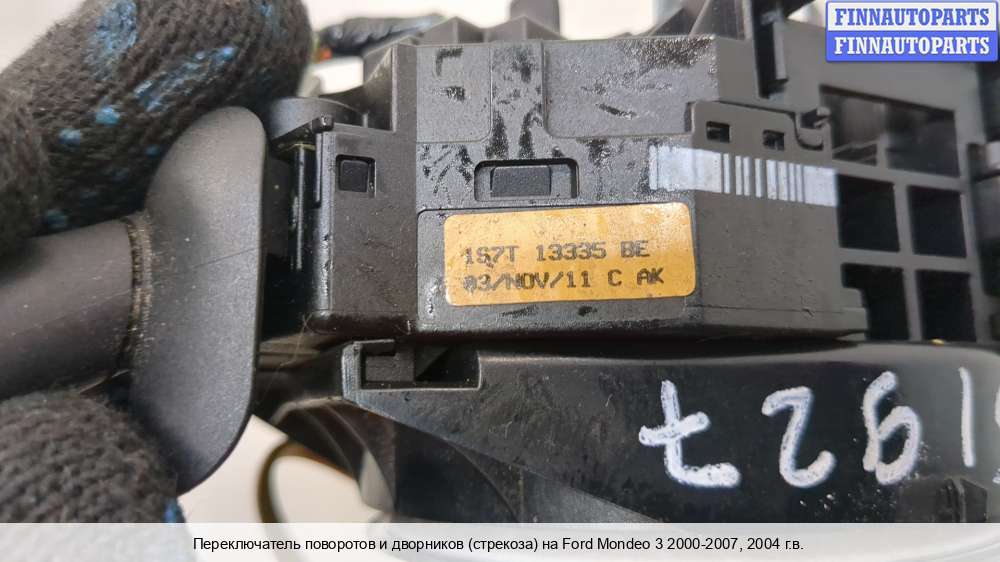 FINNAUTOPARTS
FINNAUTOPARTS
1S7T 13335 BE
03/NOV/11 C AK
1922
Переключатель поворотов и дворников (стрекоза) на Ford Mondeo 3 2000-2007, 2004 г.в.